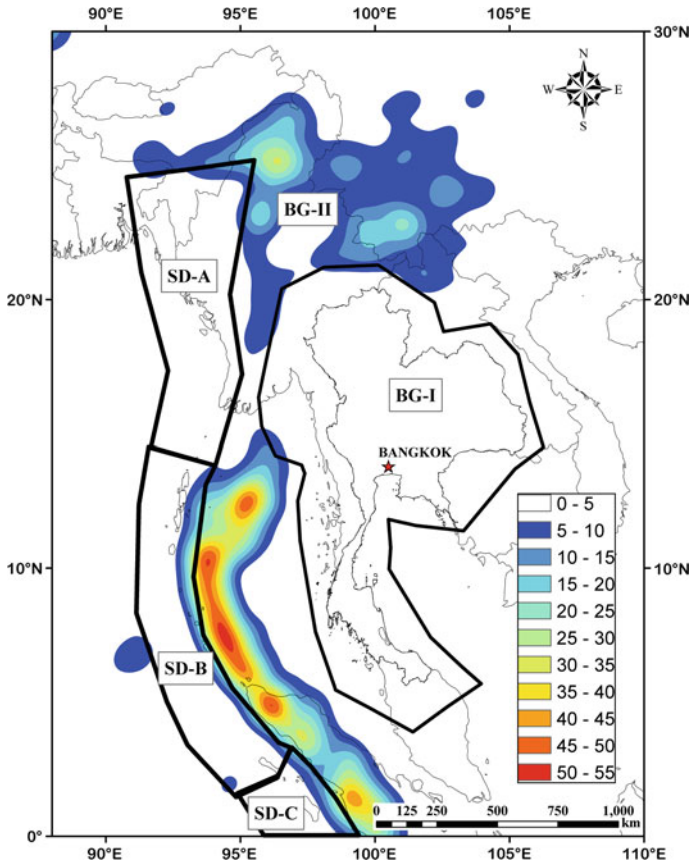 90°E 95°E 100°E 105°E
30°N
N
W E
S
BG-II
SD-A
20°N
BG-I
BANGKOK
0 - 5
5 - 10
10 - 15
10°N 10°N
15 - 20
20 - 25
25 - 30
30 - 35
SD-B
35 - 40
40 - 45
45 - 50
50 - 55
SD-C
0 125 250 500 750 1,000
km
0° 0°
90°E 95°E 100°E 105°E 110°E
20°N